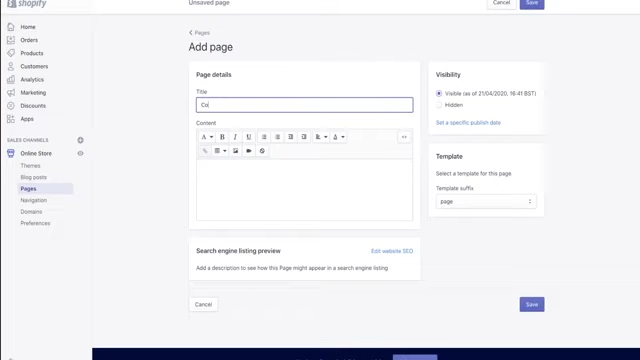 shopify
Unsaved page
Cancel
Save
Home
Orders
Products
Customers
Analytics
Marketing
Discounts
Apps
SALES CHANNELS
Online Store
Themes
Blog posts
Pages
Navigation
Domains
Preferences
Pages
Add page
Page details
Title
Co
Content
Search engine listing preview
Edit website SEO
Add a description to see how this Page might appear in a search engine listing
Visibility
Visible (as of 21/04/2020, 16:41 BST)
Hidden
Set a specific publish date
Template
Select a template for this page
Template suffix
page
Cancel
Save